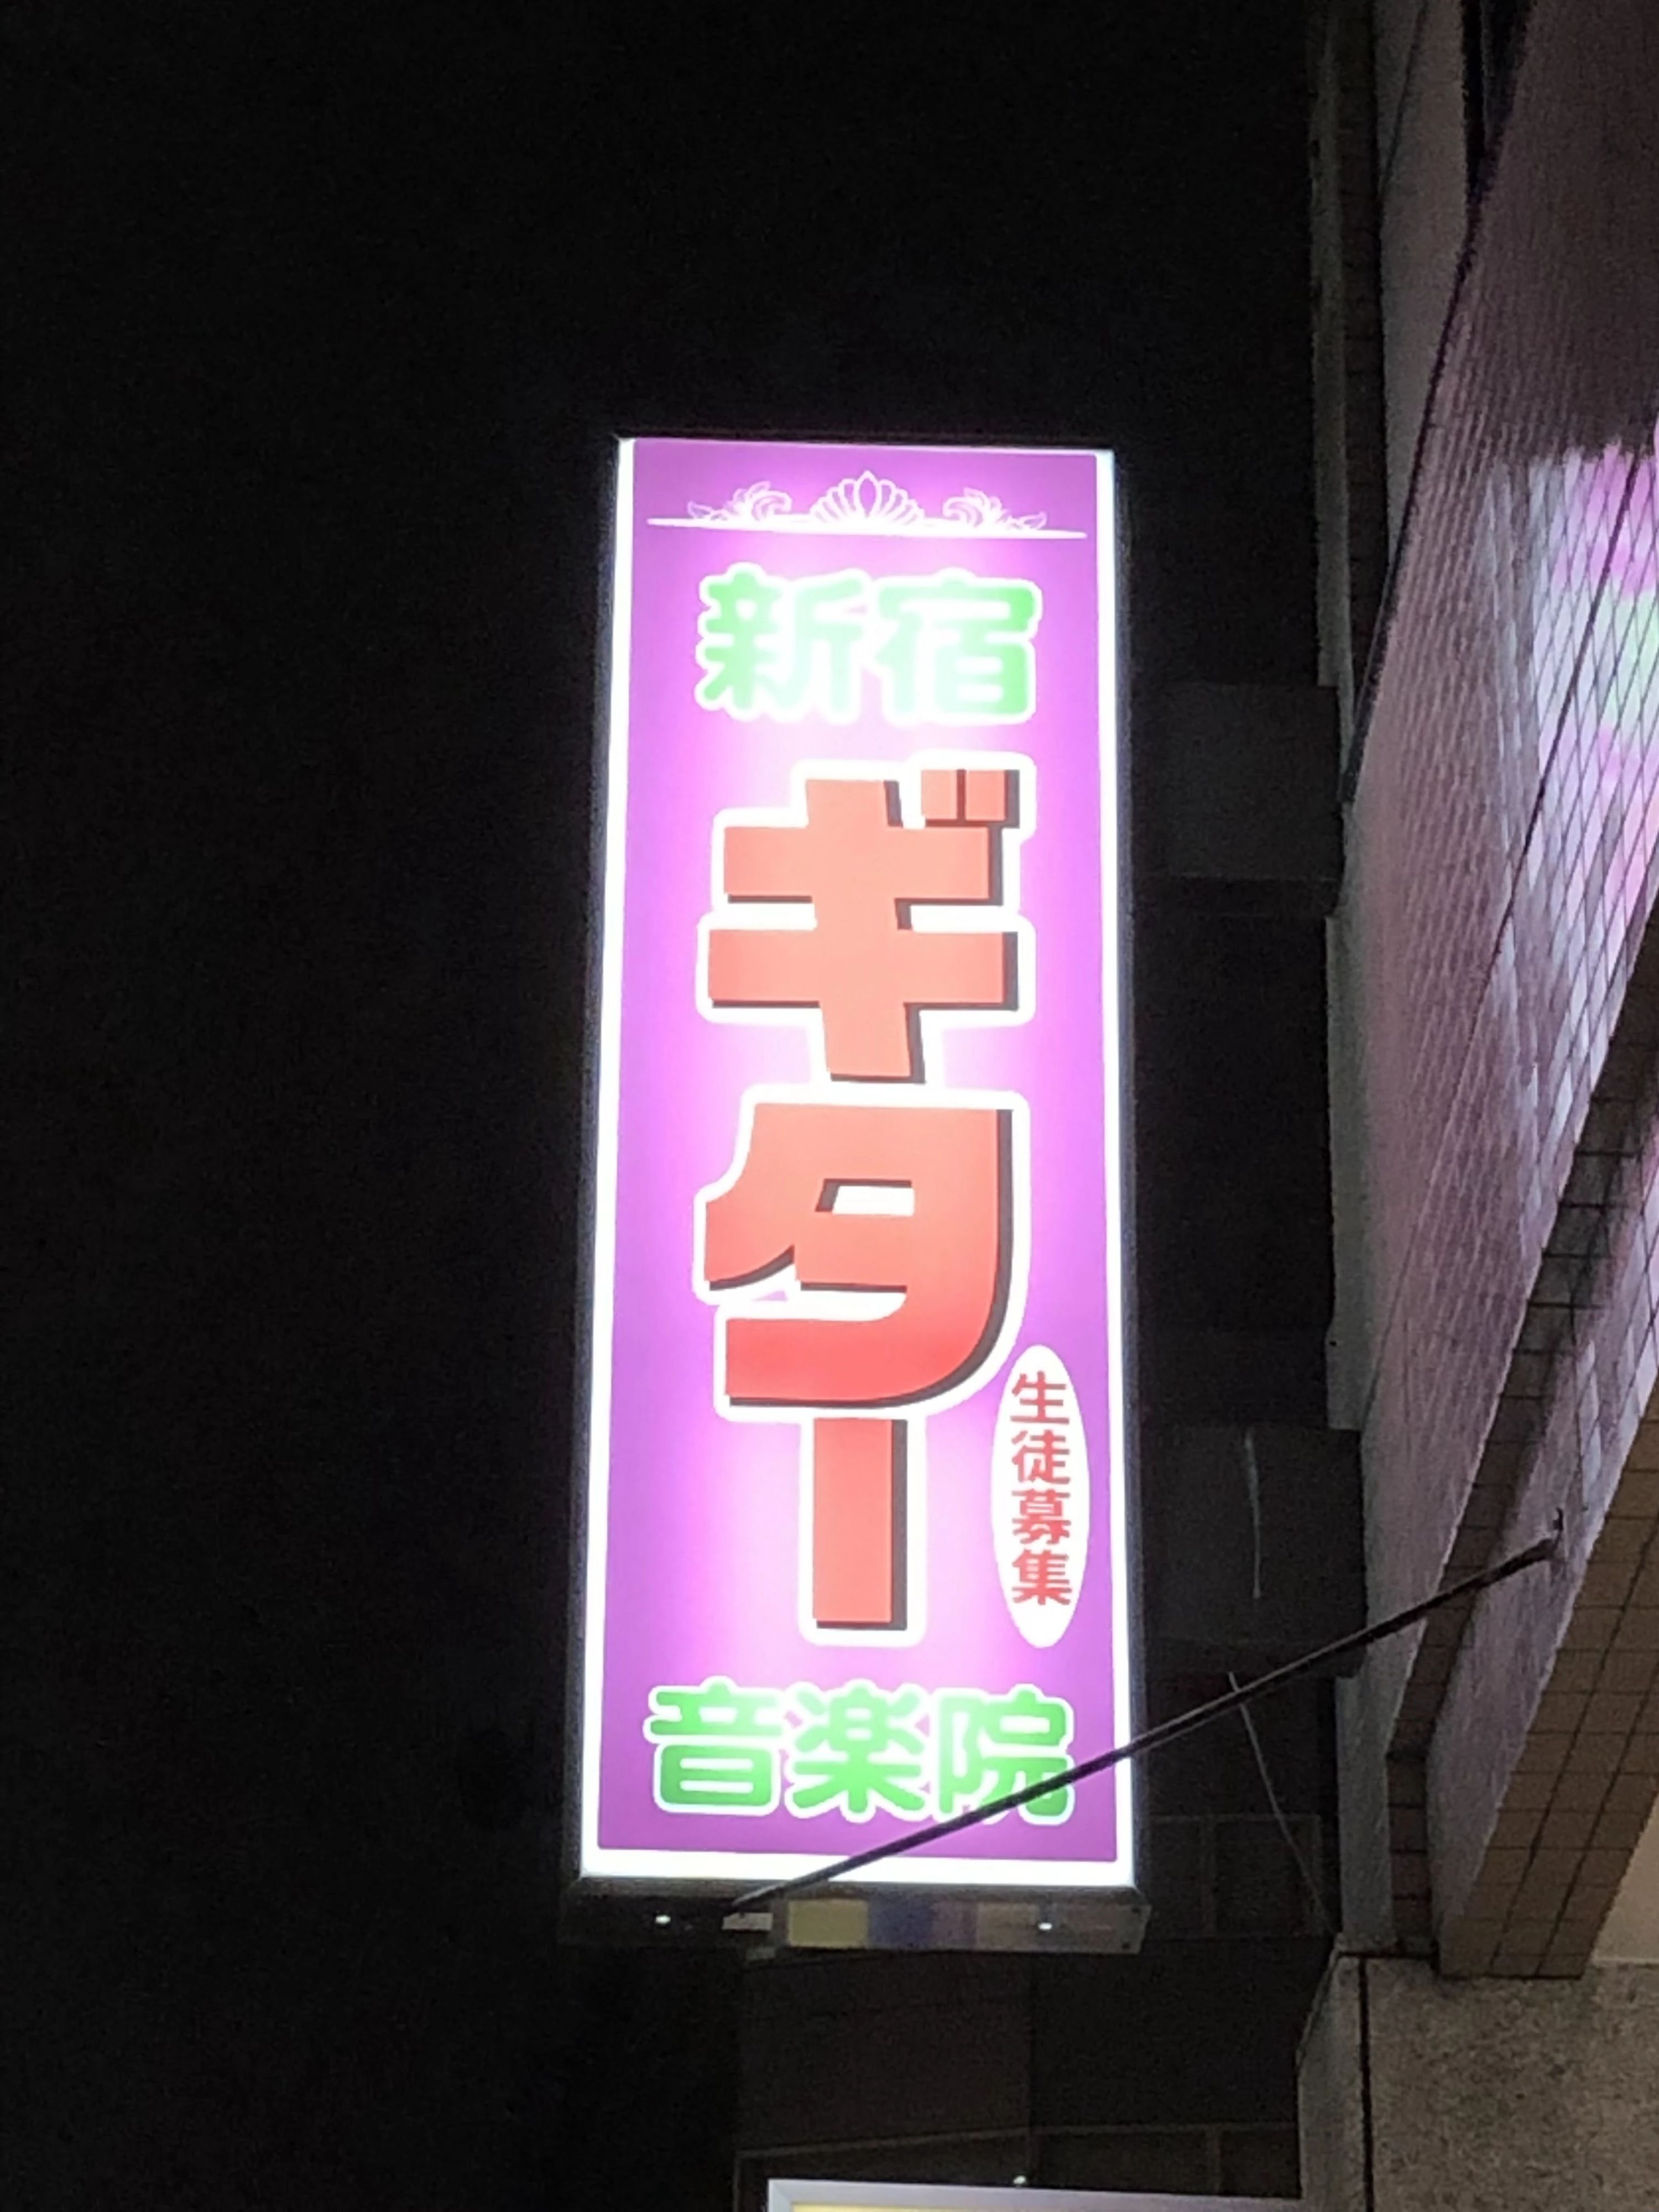 新宿
ギター
生徒募集
音楽院